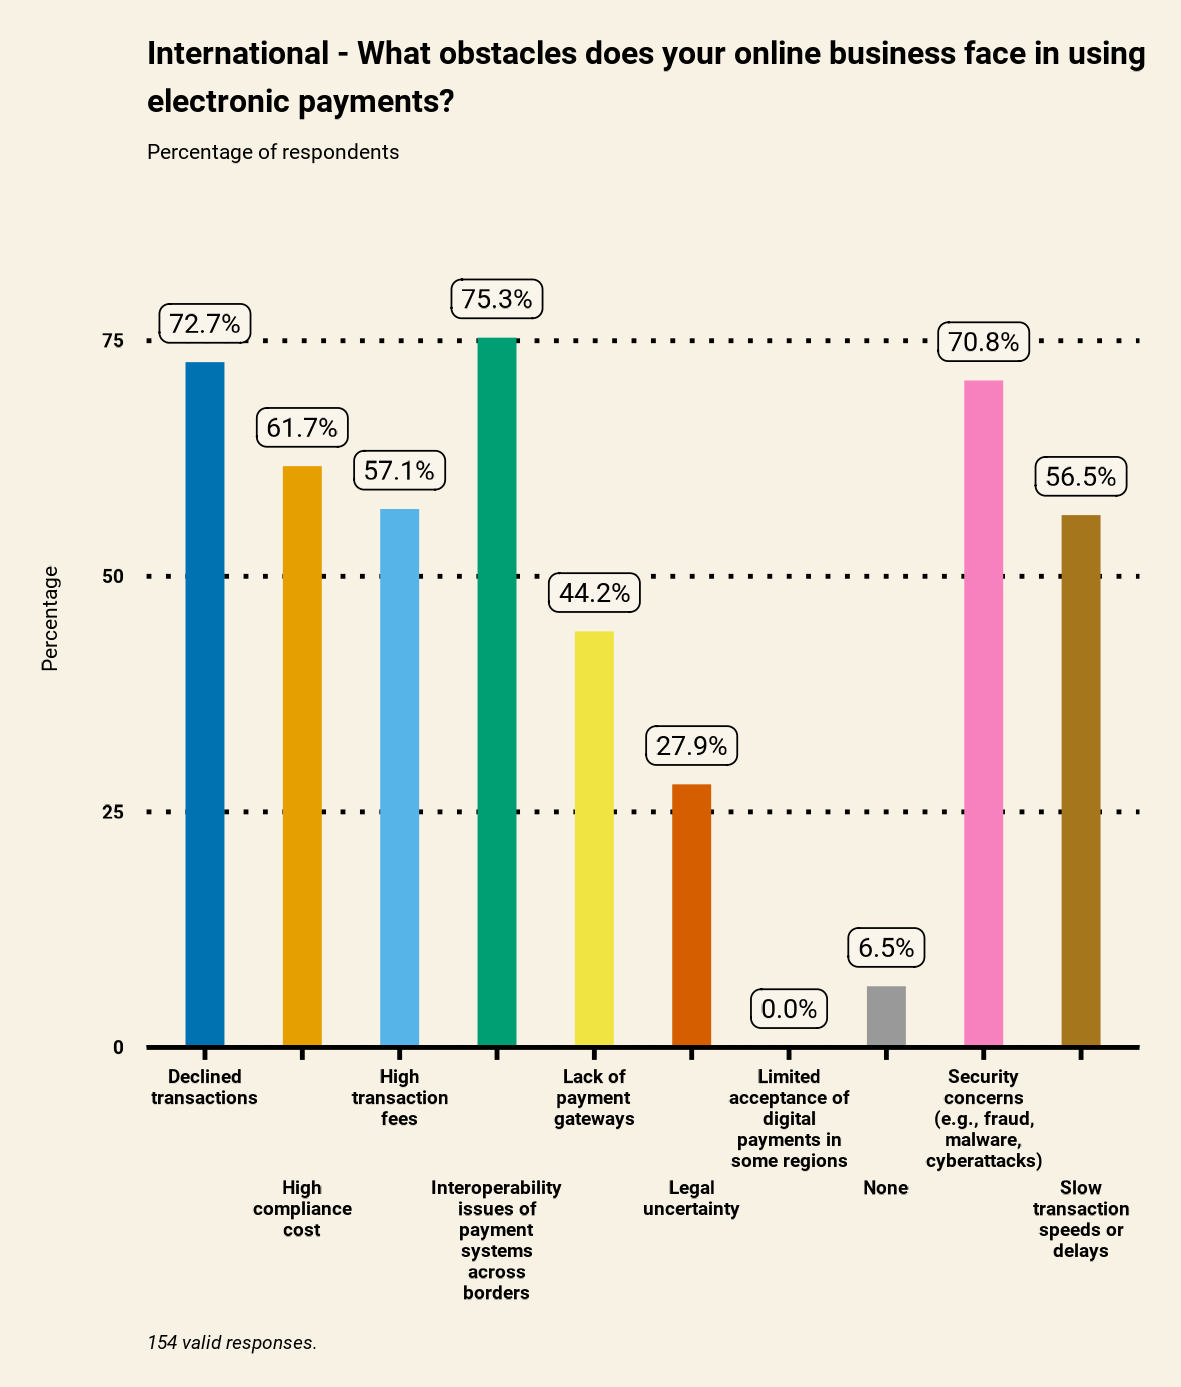 International - What obstacles does your online business face in using
electronic payments?
Percentage of respondents
75.3%
72.7%
70.8%
75
61.7%
57.1%
56.5%
50
44.2%
Percentage
27.9%
25
6.5%
0.0%
0
Declined
transactions
High
compliance
cost
High
transaction
fees
Interoperability
issues of
payment
systems
across
borders
Lack of
payment
gateways
Legal
uncertainty
Limited
acceptance of
digital
payments in
some regions
None
Security
concerns
(e.g., fraud,
malware,
cyberattacks)
Slow
transaction
speeds or
delays
154 valid responses.